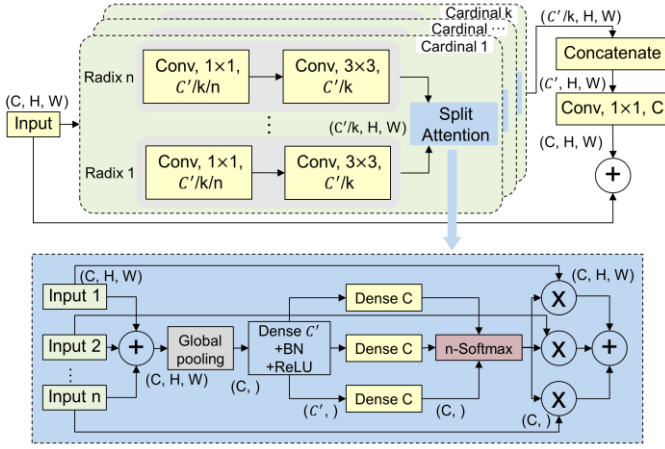 Cardinal k
Cardinal ⋯
Cardinal 1
(C'/k, H, W)
Concatenate
(C', H, W)
Conv, 1×1, C
(C, H, W)
+
(C, H, W)
Input
Radix n
Conv, 1×1,
C'/k/n
Conv, 3×3,
C'/k
⋮
(C'/k, H, W)
Split
Attention
Radix 1
Conv, 1×1,
C'/k/n
Conv, 3×3,
C'/k
(C, H, W)
Input 1
Input 2
⋮
Input n
+
(C, H, W)
Global
pooling
(C, )
Dense C'
+BN
+ReLU
(C', )
Dense C
Dense C
Dense C
(C, )
n-Softmax
X
X
X
(C, )
(C, H, W)
+